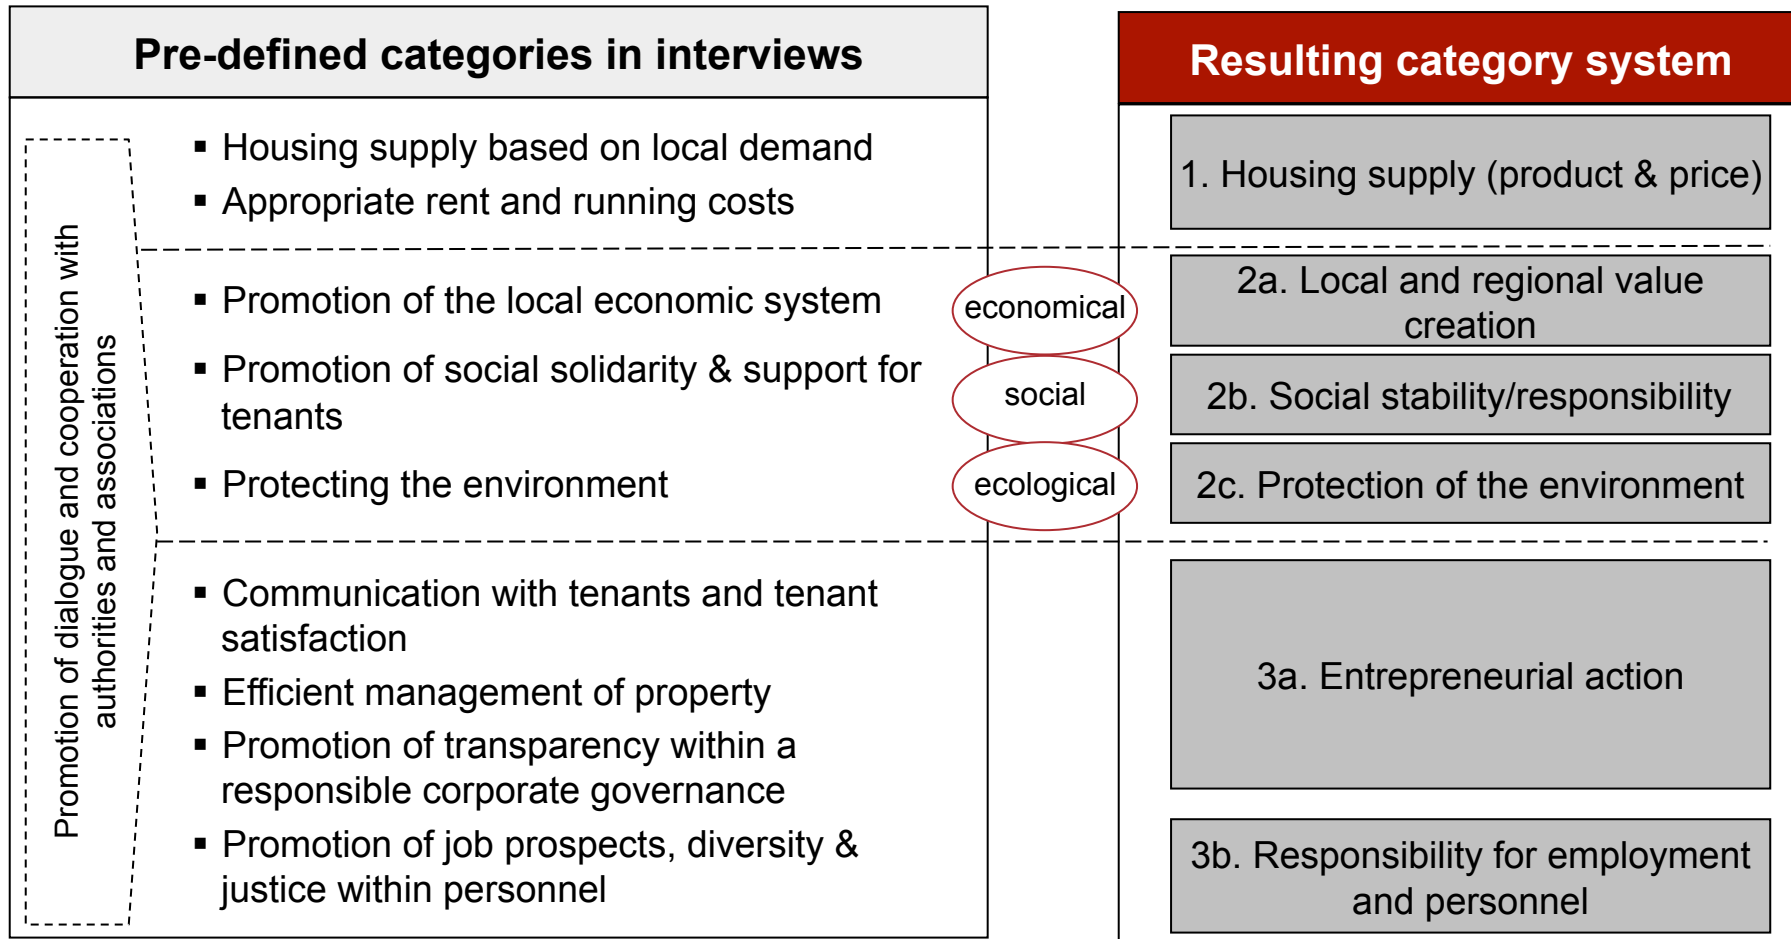 Pre-defined categories in interviews
Resulting category system
Promotion of dialogue and cooperation with
authorities and associations
▪ Housing supply based on local demand
▪ Appropriate rent and running costs
1. Housing supply (product & price)
▪ Promotion of the local economic system
economical
2a. Local and regional value
creation
▪ Promotion of social solidarity & support for
tenants
social
2b. Social stability/responsibility
▪ Protecting the environment
ecological
2c. Protection of the environment
▪ Communication with tenants and tenant
satisfaction
▪ Efficient management of property
▪ Promotion of transparency within a
responsible corporate governance
3a. Entrepreneurial action
▪ Promotion of job prospects, diversity &
justice within personnel
3b. Responsibility for employment
and personnel